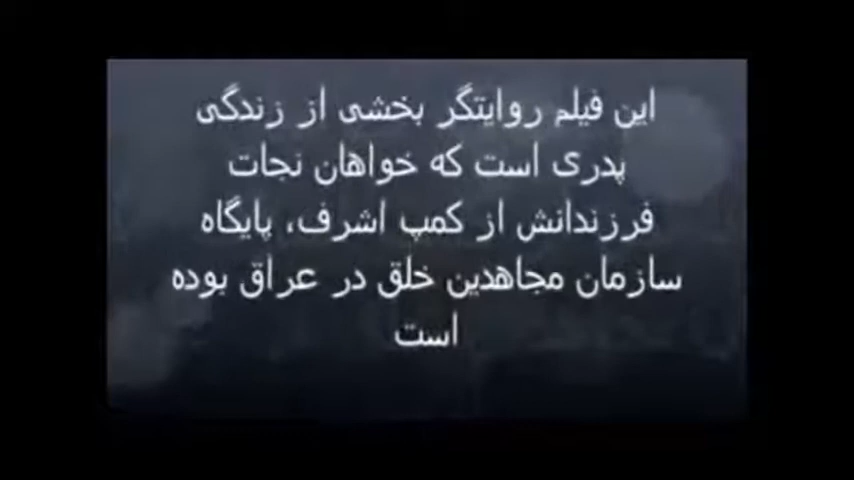 این فیلم روایتگر بخشی از زندگی
پدری است که خواهان نجات
فرزندانش از کمپ اشرف، پایگاه
سازمان مجاهدین خلق در عراق بوده
است